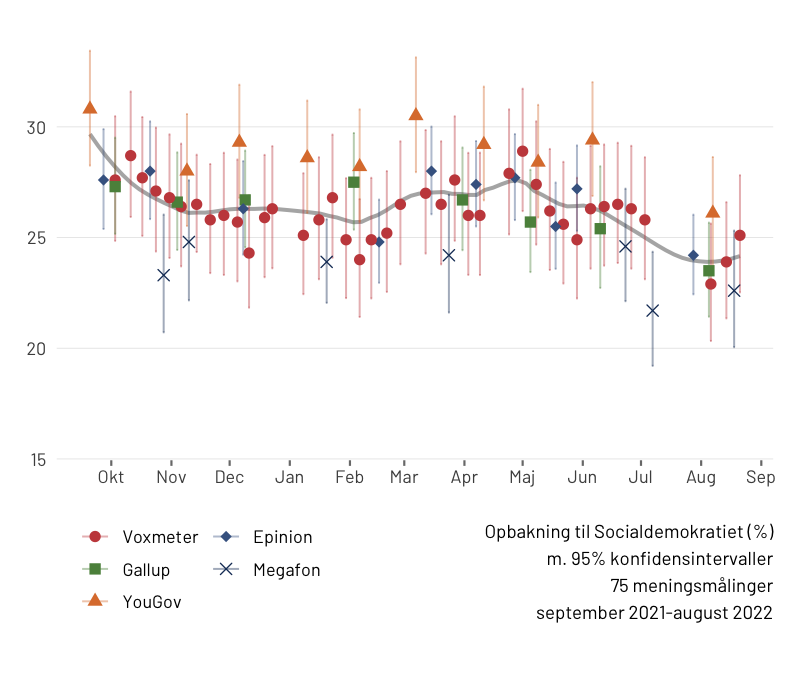 30
25
20
15
Okt Nov Dec Jan Feb Mar Apr Maj Jun Jul Aug Sep
Voxmeter Epinion
Gallup Megafon
YouGov
Opbakning til Socialdemokratiet (%)
m. 95% konfidensintervaller
75 meningsmålinger
september 2021-august 2022